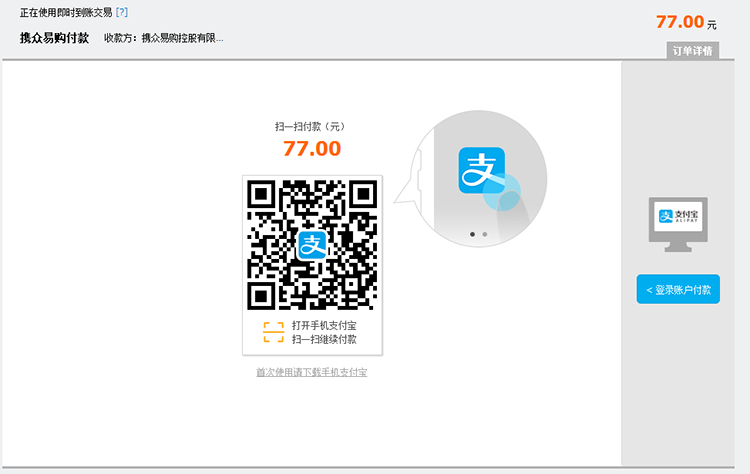 正在使用即时到账交易 [?]
77.00 元
携众易购付款 收款方：携众易购控股有限...
订单详情
扫一扫付款（元）
77.00
支
支
打开手机支付宝
扫一扫继续付款
首次使用请下载手机支付宝
支 支付宝
ALIPAY
< 登录账户付款